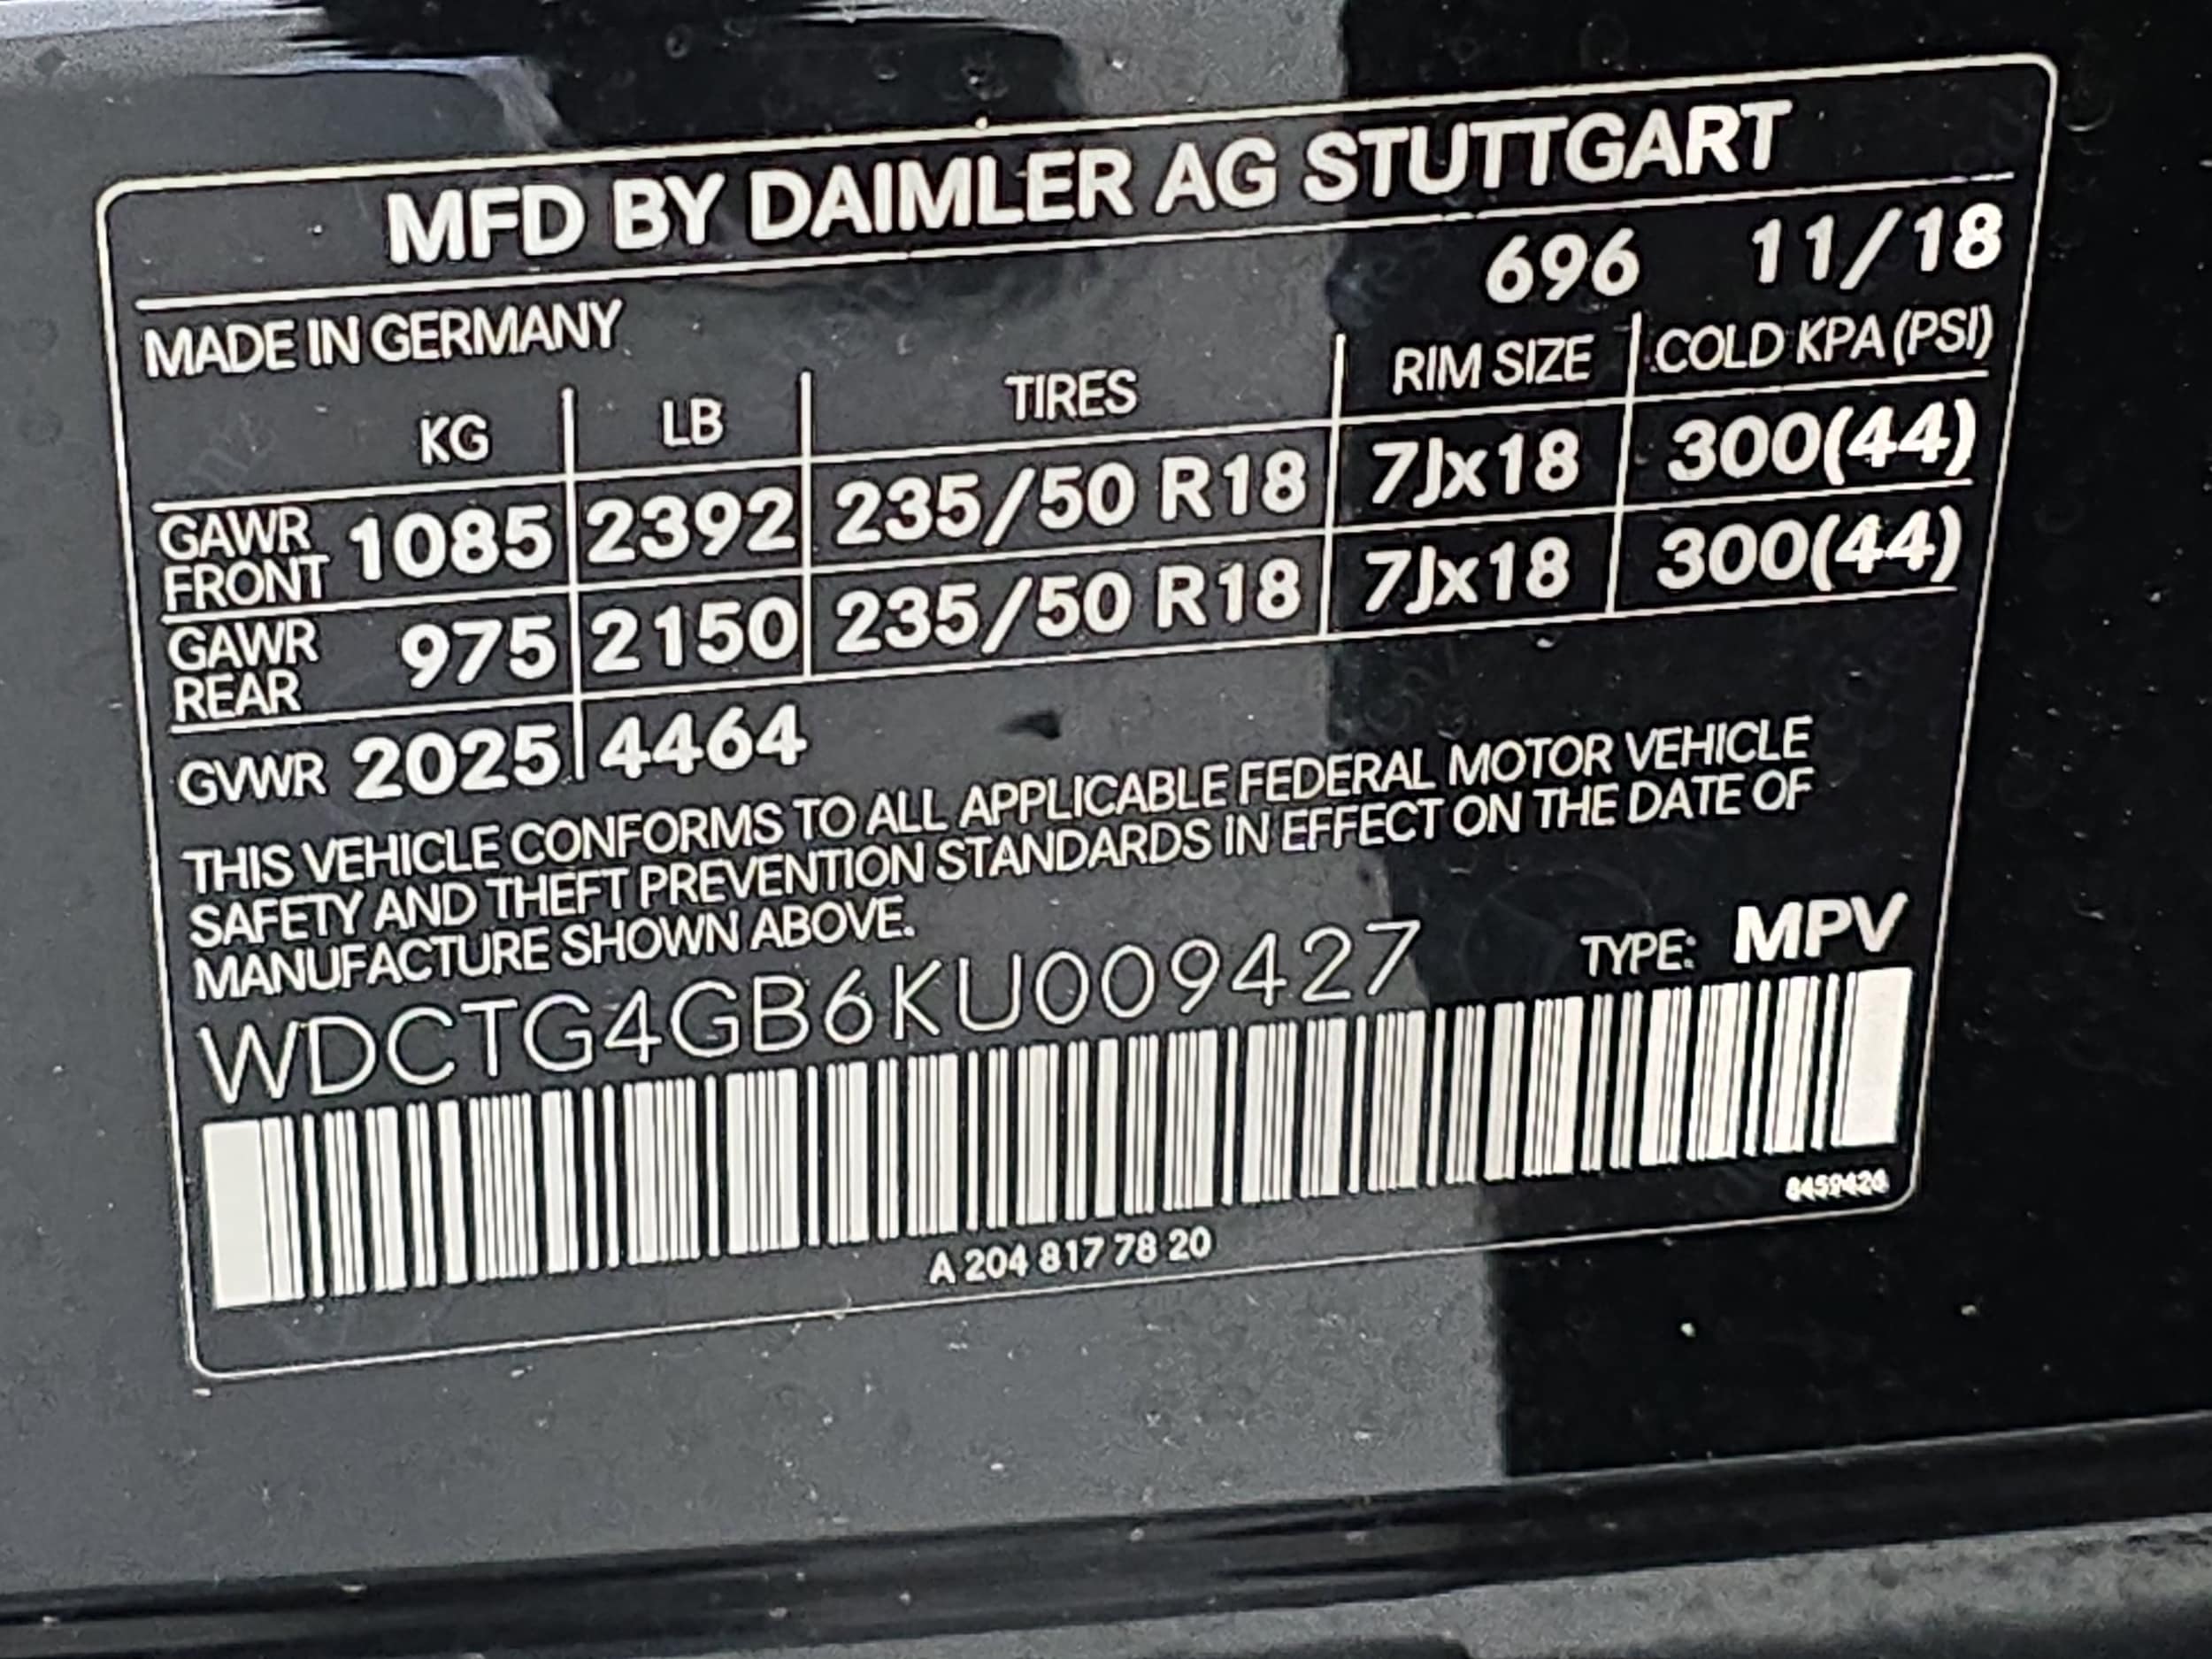 MFD BY DAIMLER AG STUTTGART
696 11/18
MADE IN GERMANY
KG LB TIRES RIM SIZE COLD KPA (PSI)
GAWR FRONT 1085 2392 235/50 R18 7Jx18 300(44)
GAWR REAR 975 2150 235/50 R18 7Jx18 300(44)
GVWR 2025 4464
THIS VEHICLE CONFORMS TO ALL APPLICABLE FEDERAL MOTOR VEHICLE
SAFETY AND THEFT PREVENTION STANDARDS IN EFFECT ON THE DATE OF
MANUFACTURE SHOWN ABOVE.
WDCTG4GB6KU009427 TYPE: MPV
A 204 817 78 20